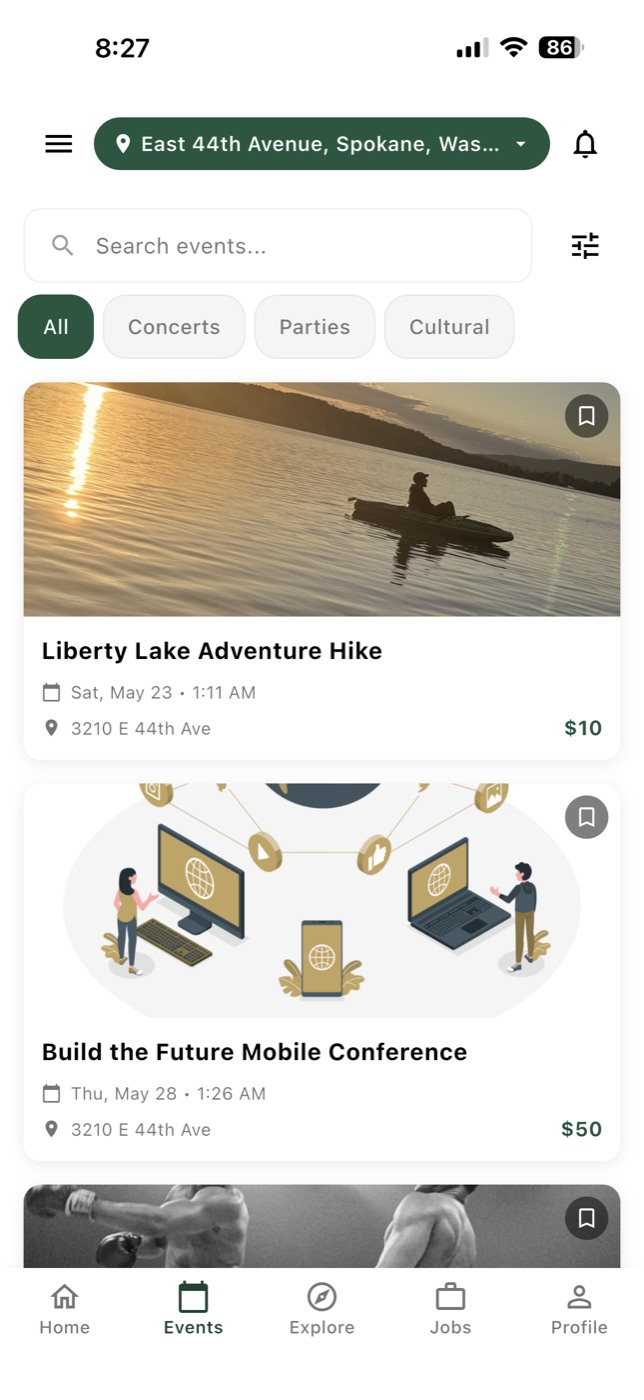 8:27
86
East 44th Avenue, Spokane, Was...
Search events...
All
Concerts
Parties
Cultural
Liberty Lake Adventure Hike
Sat, May 23 • 1:11 AM
3210 E 44th Ave
$10
Build the Future Mobile Conference
Thu, May 28 • 1:26 AM
3210 E 44th Ave
$50
Home
Events
Explore
Jobs
Profile